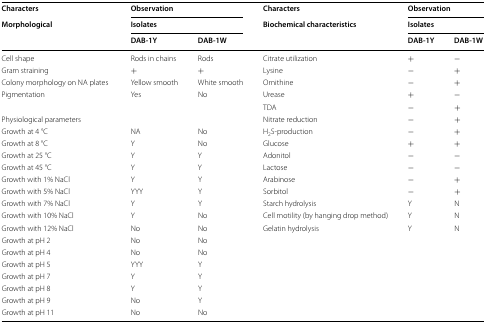 Characters Observation Characters Observation
Morphological Isolates Biochemical characteristics Isolates
DAB-1Y DAB-1W DAB-1Y DAB-1W
Cell shape Rods in chains Rods Citrate utilization + −
Gram straining + + Lysine − +
Colony morphology on NA plates Yellow smooth White smooth Ornithine − +
Pigmentation Yes No Urease + −
TDA − +
Physiological parameters Nitrate reduction − +
Growth at 4 °C NA No H2S-production − +
Growth at 8 °C Y No Glucose + +
Growth at 25 °C Y Y Adonitol − −
Growth at 45 °C Y Y Lactose − −
Growth with 1% NaCl Y Y Arabinose − +
Growth with 5% NaCl YYY Y Sorbitol − +
Growth with 7% NaCl Y Y Starch hydrolysis Y N
Growth with 10% NaCl Y No Cell motility (by hanging drop method) Y N
Growth with 12% NaCl No No Gelatin hydrolysis Y N
Growth at pH 2 No No
Growth at pH 4 No No
Growth at pH 5 YYY Y
Growth at pH 7 Y Y
Growth at pH 8 Y Y
Growth at pH 9 No Y
Growth at pH 11 No No